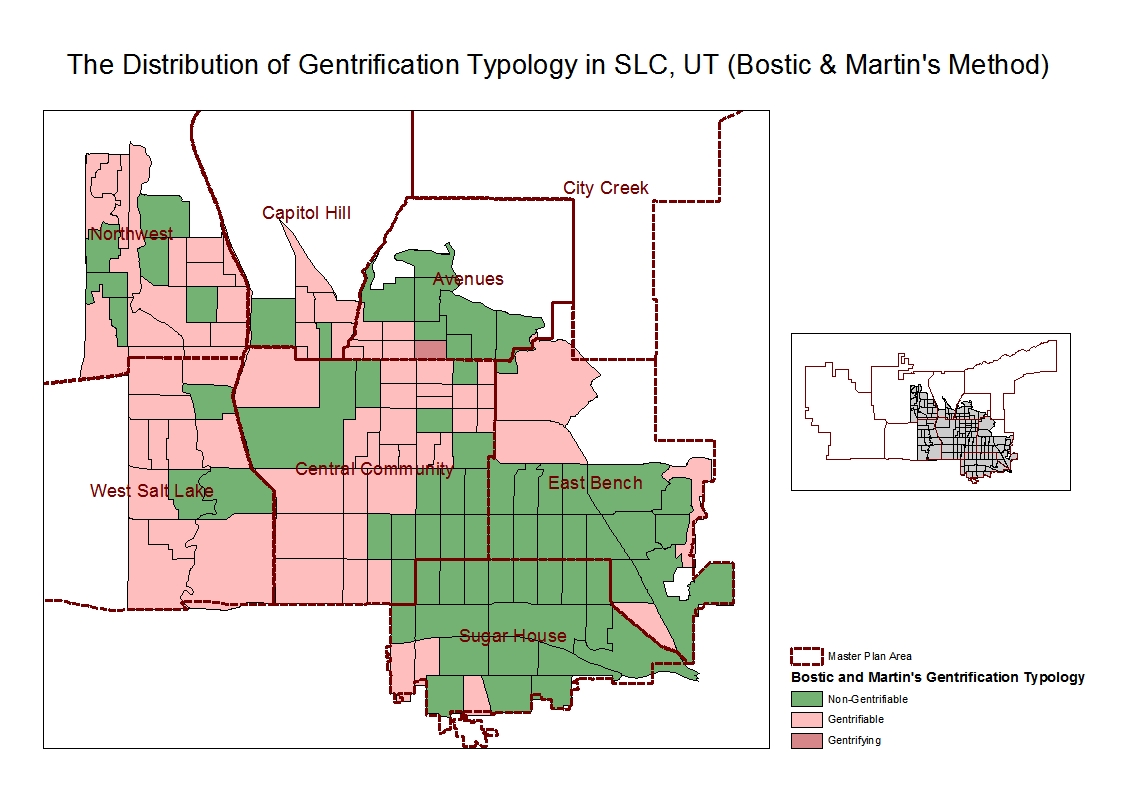 The Distribution of Gentrification Typology in SLC, UT (Bostic & Martin's Method)
City Creek
Capitol Hill
Northwest
Avenues
Central Community
East Bench
West Salt Lake
Sugar House
Master Plan Area
Bostic and Martin's Gentrification Typology
Non-Gentrifiable
Gentrifiable
Gentrifying